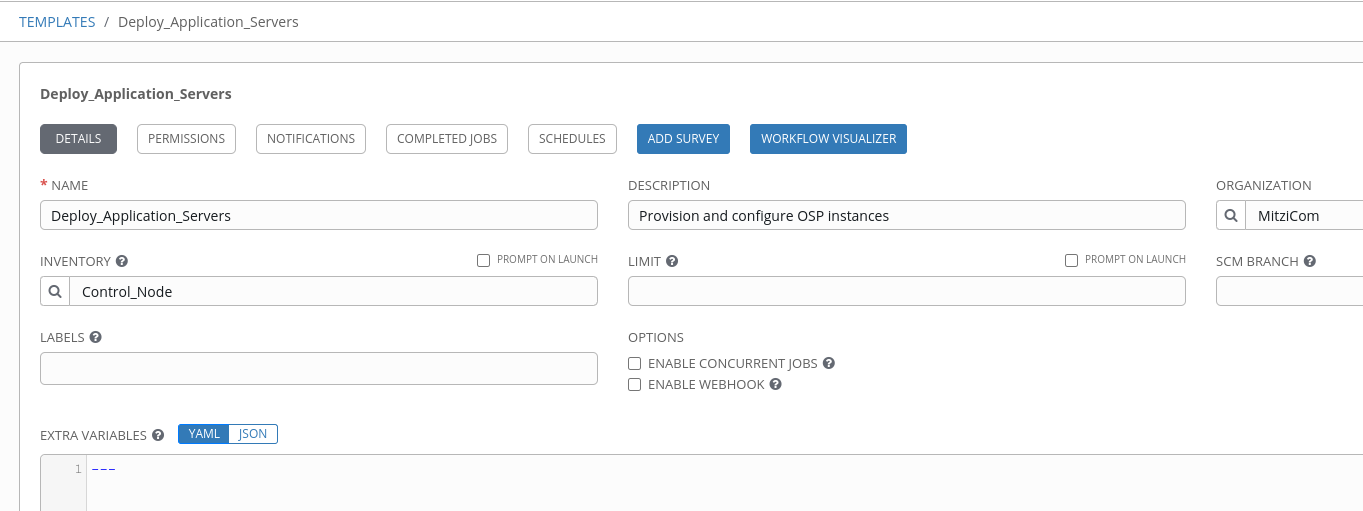 TEMPLATES / Deploy_Application_Servers
Deploy_Application_Servers
DETAILS PERMISSIONS NOTIFICATIONS COMPLETED JOBS SCHEDULES ADD SURVEY WORKFLOW VISUALIZER
* NAME DESCRIPTION ORGANIZATION
Deploy_Application_Servers Provision and configure OSP instances MitziCom
INVENTORY ? PROMPT ON LAUNCH LIMIT ? PROMPT ON LAUNCH SCM BRANCH ?
Control_Node
LABELS ? OPTIONS
ENABLE CONCURRENT JOBS ?
ENABLE WEBHOOK ?
EXTRA VARIABLES ? YAML JSON
1 ---